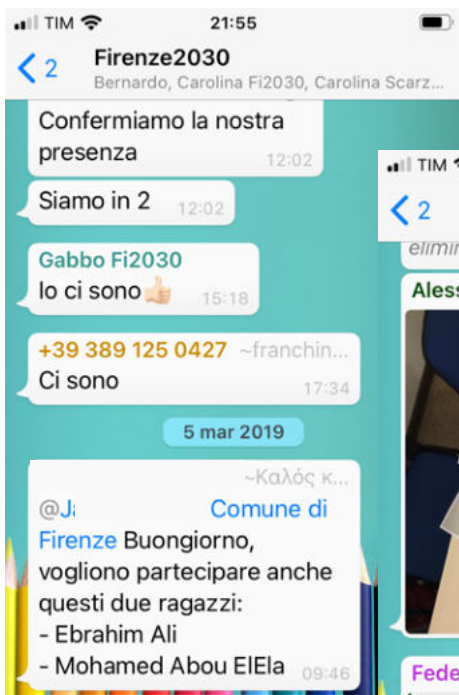 TIM 21:55
2 Firenze2030
Bernardo, Carolina Fi2030, Carolina Scarz...
Confermiamo la nostra
presenza 12:02
Siamo in 2 12:02
Gabbo Fi2030
Io ci sono👍🏻 15:18
+39 389 125 0427 ~franchin...
Ci sono 17:34
5 mar 2019
~Καλός κ...
@J Comune di
Firenze Buongiorno,
vogliono partecipare anche
questi due ragazzi:
- Ebrahim Ali
- Mohamed Abou ElEla 09:46
TIM
2